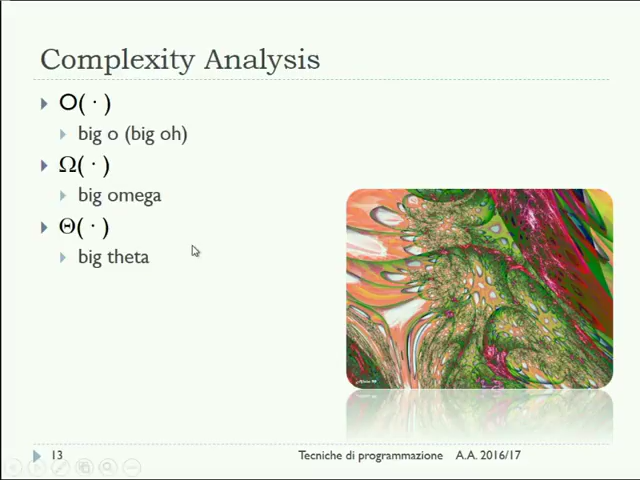 Complexity Analysis
O( · )
big o (big oh)
Ω( · )
big omega
Θ( · )
big theta
13
Tecniche di programmazione A.A. 2016/17